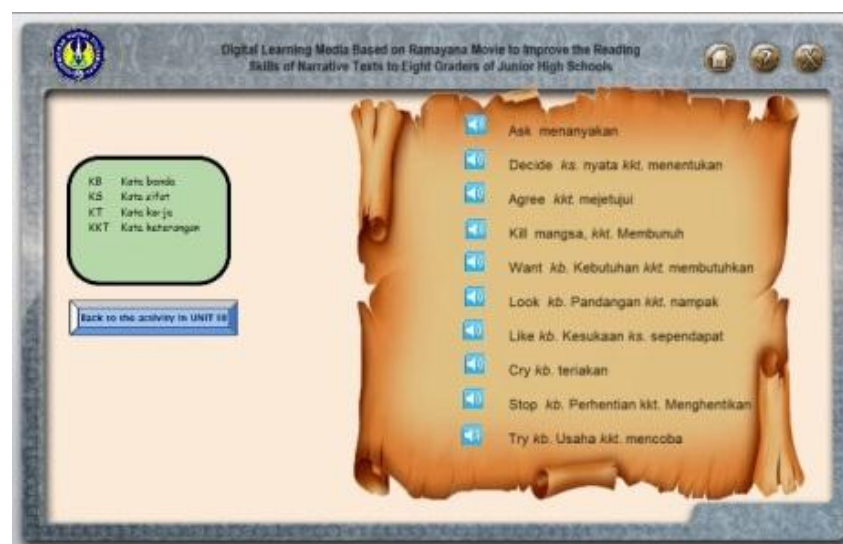 Digital Learning Media Based on Ramayana Movie to Improve the Reading
Skills of Narrative Texts to Eight Graders of Junior High Schools
KB Kata benda
KS Kata sifat
KT Kata kerja
KKT Kata keterangan
Back to the activity in UNIT III
Ask menanyakan
Decide ks. nyata kkt. menentukan
Agree kkt. mejetujui
Kill mangsa, kkt. Membunuh
Want kb. Kebutuhan kkt. membutuhkan
Look kb. Pandangan kkt. nampak
Like kb. Kesukaan ks. sependapat
Cry kb. teriakan
Stop kb. Perhentian kkt. Menghentikan
Try kb. Usaha kkt. mencoba